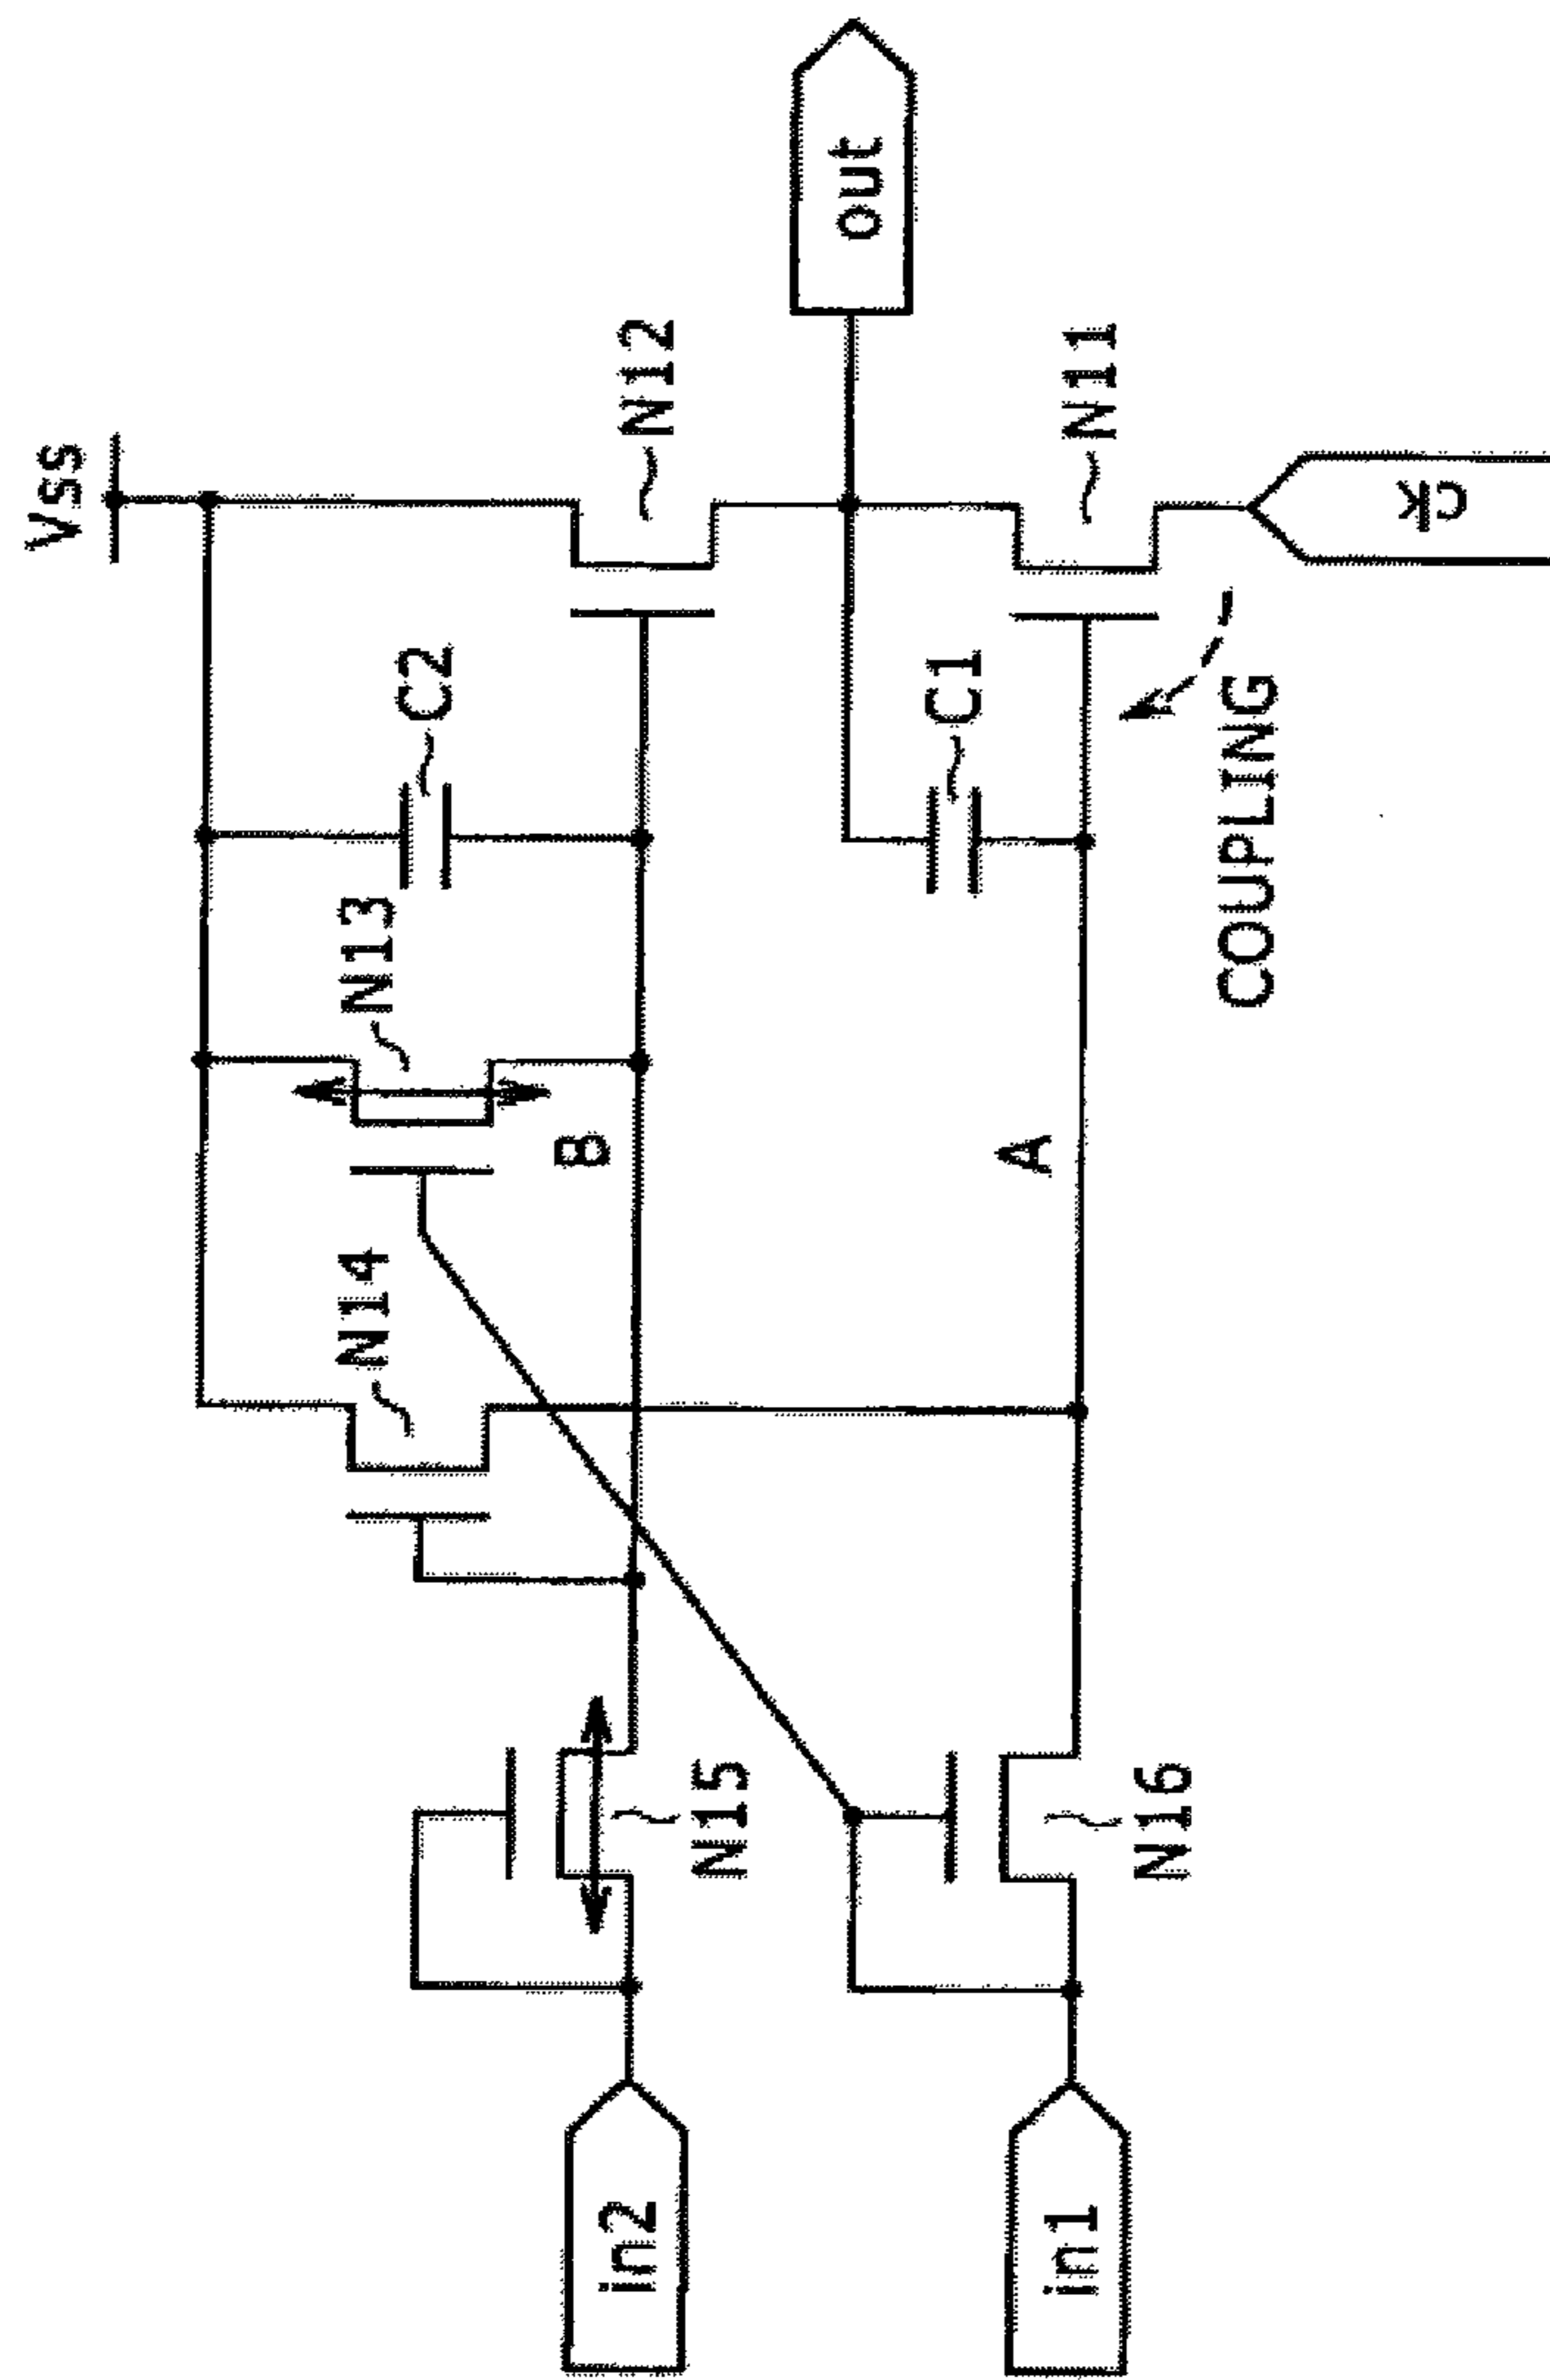 Vss
N14
N13
C2
N12
B
in2
N15
out
C1
A
in1
N11
N16
COUPLING
ck